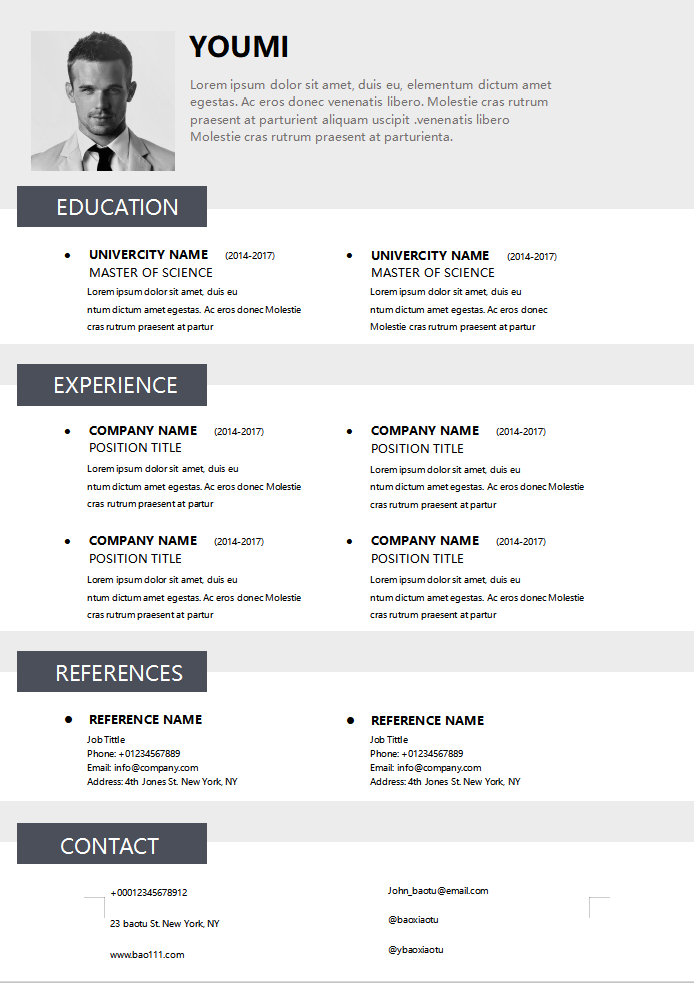 YOUMI
Lorem ipsum dolor sit amet, duis eu, elementum dictum amet
egestas. Ac eros donec venenatis libero. Molestie cras rutrum
praesent at parturient aliquam uscipit .venenatis libero
Molestie cras rutrum praesent at parturienta.
EDUCATION
UNIVERCITY NAME (2014-2017)
MASTER OF SCIENCE
Lorem ipsum dolor sit amet, duis eu
ntum dictum amet egestas. Ac eros donec Molestie
cras rutrum praesent at partur
UNIVERCITY NAME (2014-2017)
MASTER OF SCIENCE
Lorem ipsum dolor sit amet, duis eu
ntum dictum amet egestas. Ac eros donec
Molestie cras rutrum praesent at partur
EXPERIENCE
COMPANY NAME (2014-2017)
POSITION TITLE
Lorem ipsum dolor sit amet, duis eu
ntum dictum amet egestas. Ac eros donec Molestie
cras rutrum praesent at partur
COMPANY NAME (2014-2017)
POSITION TITLE
Lorem ipsum dolor sit amet, duis eu
ntum dictum amet egestas. Ac eros donec Molestie
cras rutrum praesent at partur
COMPANY NAME (2014-2017)
POSITION TITLE
Lorem ipsum dolor sit amet, duis eu
ntum dictum amet egestas. Ac eros donec Molestie
cras rutrum praesent at partur
COMPANY NAME (2014-2017)
POSITION TITLE
Lorem ipsum dolor sit amet, duis eu
ntum dictum amet egestas. Ac eros donec Molestie
cras rutrum praesent at partur
REFERENCES
REFERENCE NAME
Job Tittle
Phone: +01234567889
Email: info@company.com
Address: 4th Jones St. New York, NY
REFERENCE NAME
Job Tittle
Phone: +01234567889
Email: info@company.com
Address: 4th Jones St. New York, NY
CONTACT
+00012345678912
23 baotu St. New York, NY
www.bao111.com
John_baotu@email.com
@baoxiaotu
@ybaoxiaotu